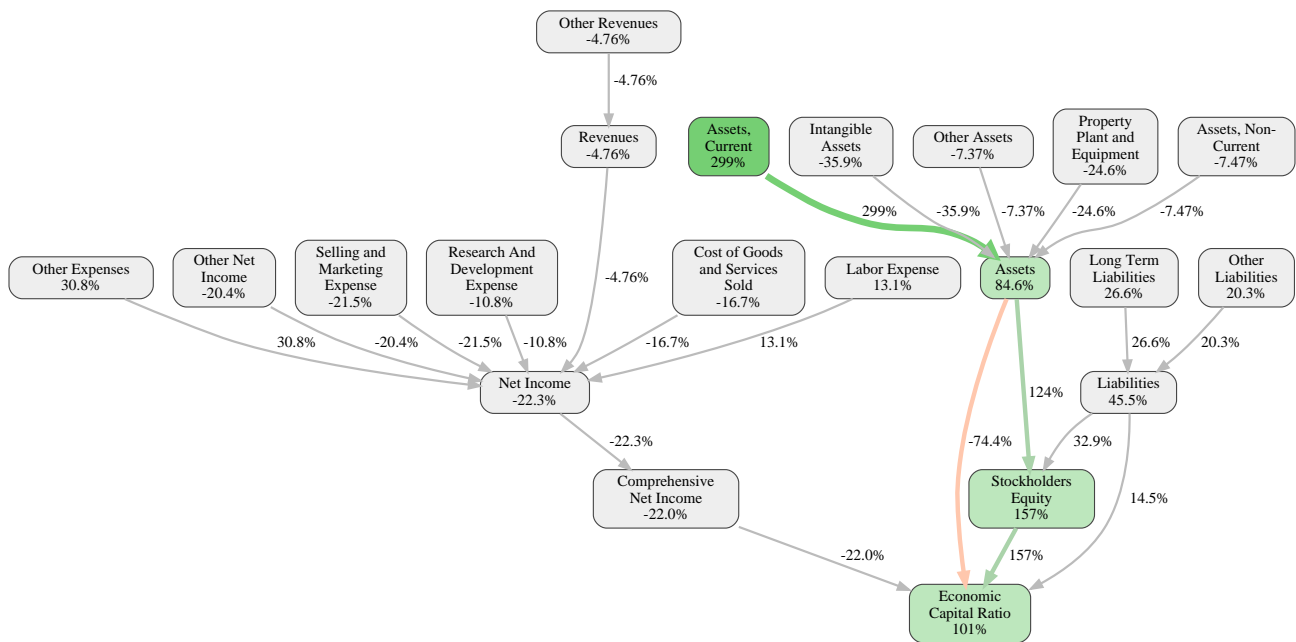 Other Revenues
-4.76%
-4.76%
Revenues
-4.76%
Assets,
Current
299%
Intangible
Assets
-35.9%
Other Assets
-7.37%
Property
Plant and
Equipment
-24.6%
Assets, Non-
Current
-7.47%
299%
-35.9%
-7.37%
-24.6%
-7.47%
Other Expenses
30.8%
Other Net
Income
-20.4%
Selling and
Marketing
Expense
-21.5%
Research And
Development
Expense
-10.8%
-4.76%
Cost of Goods
and Services
Sold
-16.7%
Labor Expense
13.1%
Assets
84.6%
Long Term
Liabilities
26.6%
Other
Liabilities
20.3%
30.8%
-20.4%
-21.5%
-10.8%
-16.7%
13.1%
26.6%
20.3%
Net Income
-22.3%
124%
Liabilities
45.5%
-22.3%
-74.4%
32.9%
Comprehensive
Net Income
-22.0%
Stockholders
Equity
157%
14.5%
-22.0%
157%
Economic
Capital Ratio
101%